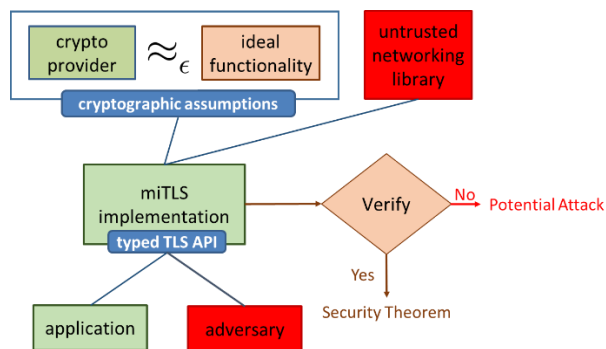 crypto
provider
≈ϵ
ideal
functionality
cryptographic assumptions
untrusted
networking
library
miTLS
implementation
typed TLS API
Verify
No
Potential Attack
Yes
Security Theorem
application
adversary